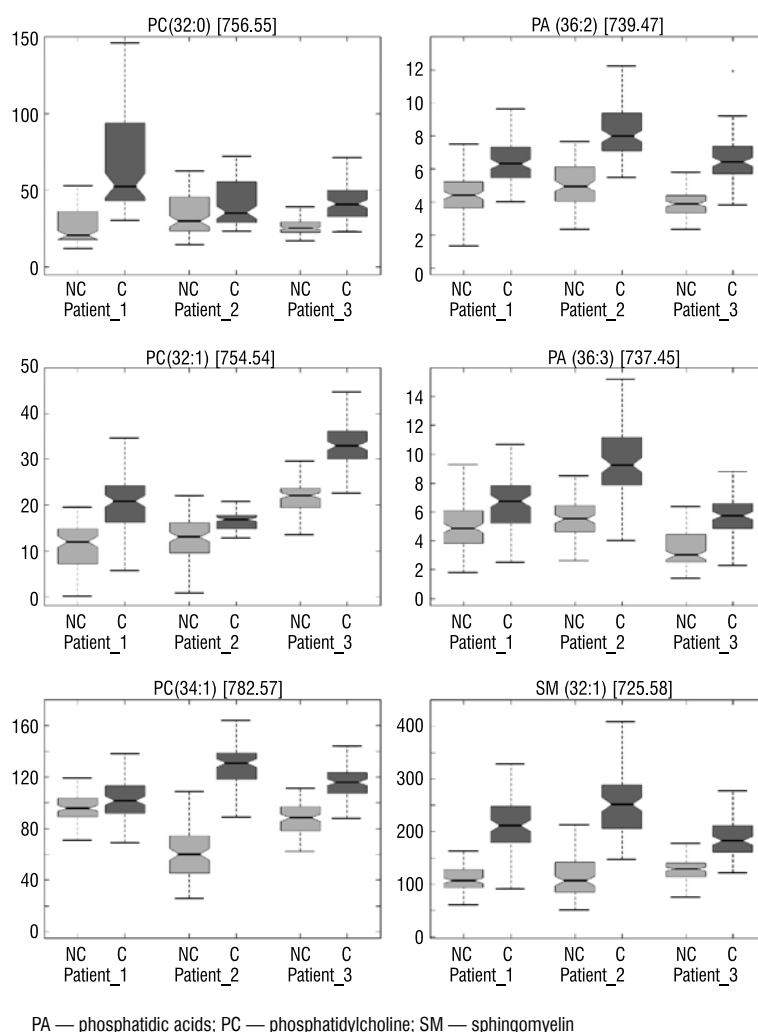 PC(32:0) [756.55]
150
100
50
0
NC C NC C NC C
Patient_1 Patient_2 Patient_3
PA (36:2) [739.47]
12
10
8
6
4
2
0
NC C NC C NC C
Patient_1 Patient_2 Patient_3
PC(32:1) [754.54]
50
40
30
20
10
0
NC C NC C NC C
Patient_1 Patient_2 Patient_3
PA (36:3) [737.45]
14
12
10
8
6
4
2
0
NC C NC C NC C
Patient_1 Patient_2 Patient_3
PC(34:1) [782.57]
160
120
80
40
0
NC C NC C NC C
Patient_1 Patient_2 Patient_3
SM (32:1) [725.58]
400
300
200
100
0
NC C NC C NC C
Patient_1 Patient_2 Patient_3
PA — phosphatidic acids; PC — phosphatidylcholine; SM — sphingomyelin